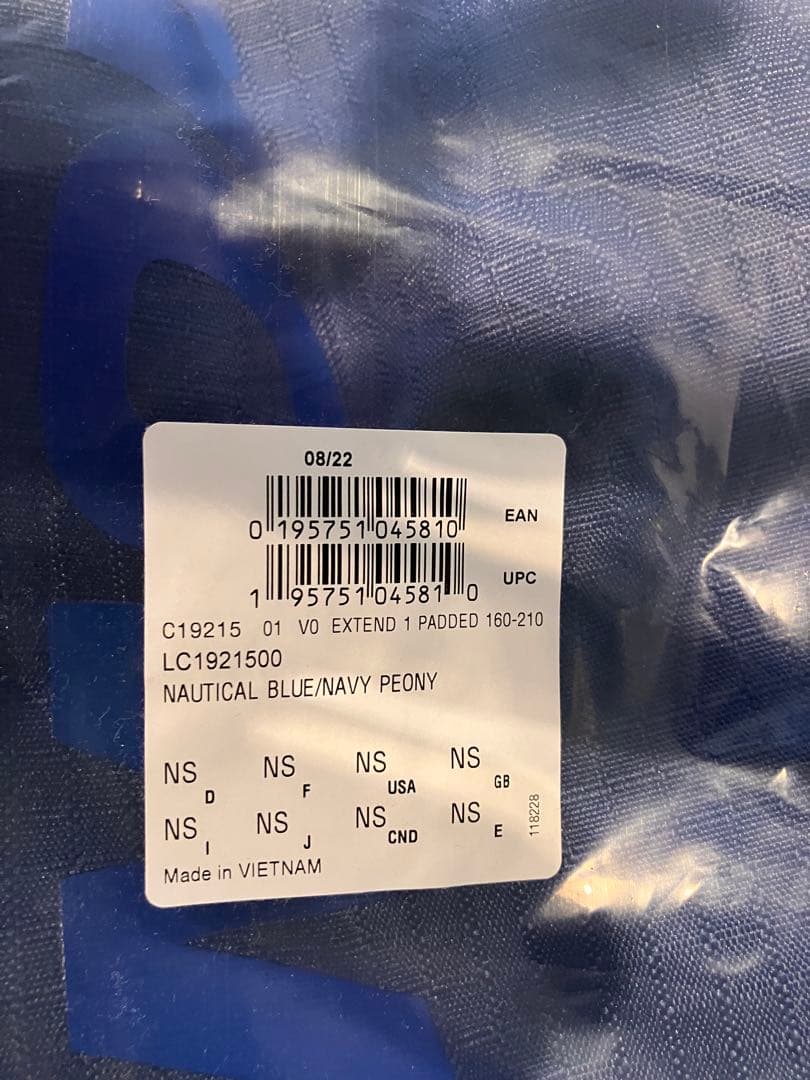 08/22
0 195751 045810
EAN
1 95751 04581 0
UPC
C19215 01 V0 EXTEND 1 PADDED 160-210
LC1921500
NAUTICAL BLUE/NAVY PEONY
NS D NS F NS USA NS GB
NS I NS J NS CND NS E
118228
Made in VIETNAM